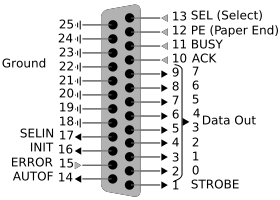 25
24
23
22
21
20
19
18
Ground
SELIN 17
INIT 16
ERROR 15
AUTOF 14
13 SEL (Select)
12 PE (Paper End)
11 BUSY
10 ACK
9 7
8 6
7 5
6 4
5 3
4 2
3 1
2 0
Data Out
1 STROBE